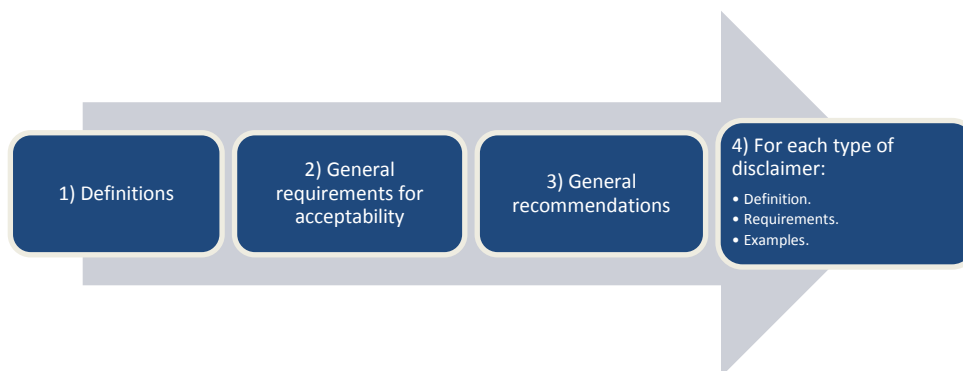 1) Definitions
2) General
requirements for
acceptability
3) General
recommendations
4) For each type of
disclaimer:
• Definition.
• Requirements.
• Examples.